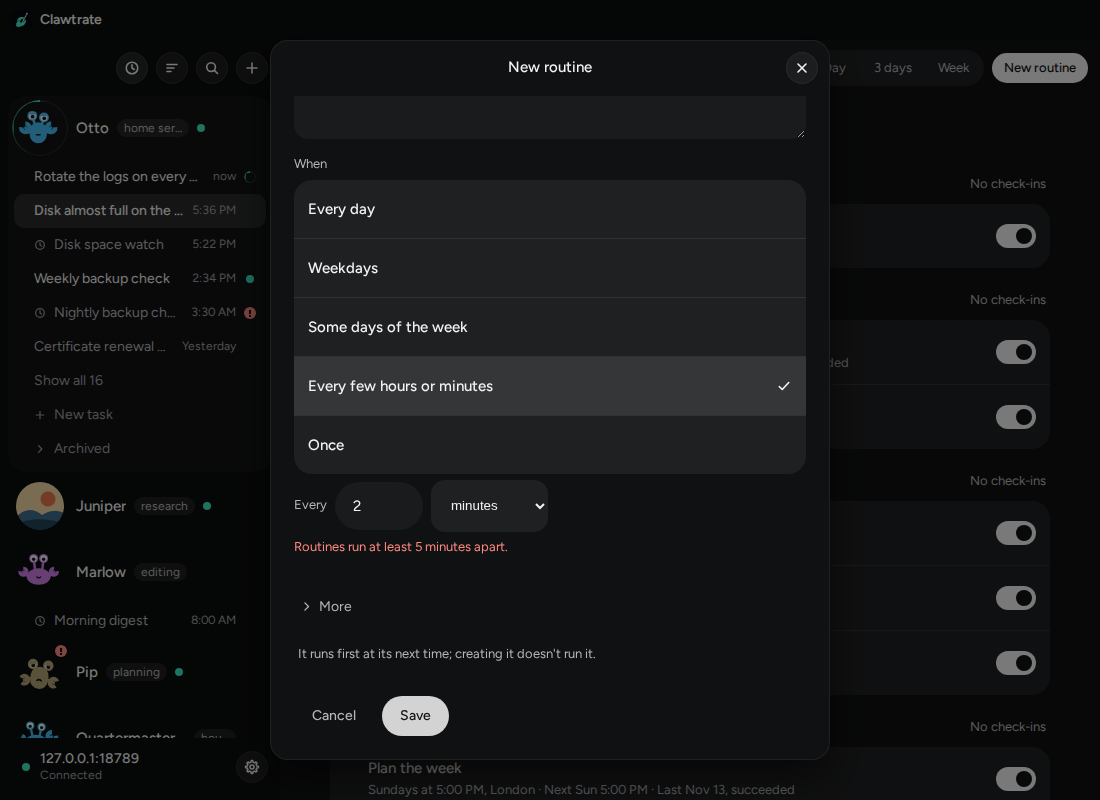 Clawtrate
Otto
home ser...
Rotate the logs on every ... now
Disk almost full on the ... 5:36 PM
Disk space watch 5:22 PM
Weekly backup check 2:34 PM
Nightly backup ch... 3:30 AM
Certificate renewal ... Yesterday
Show all 16
New task
Archived
Juniper research
Marlow editing
Morning digest 8:00 AM
Pip planning
127.0.0.1:18789
Connected
New routine
When
Every day
Weekdays
Some days of the week
Every few hours or minutes
Once
Every 2 minutes
Routines run at least 5 minutes apart.
More
It runs first at its next time; creating it doesn't run it.
Cancel Save
3 days Week New routine
No check-ins
No check-ins
No check-ins
No check-ins
Plan the week
Sundays at 5:00 PM, London · Next Sun 5:00 PM · Last Nov 13, succeeded